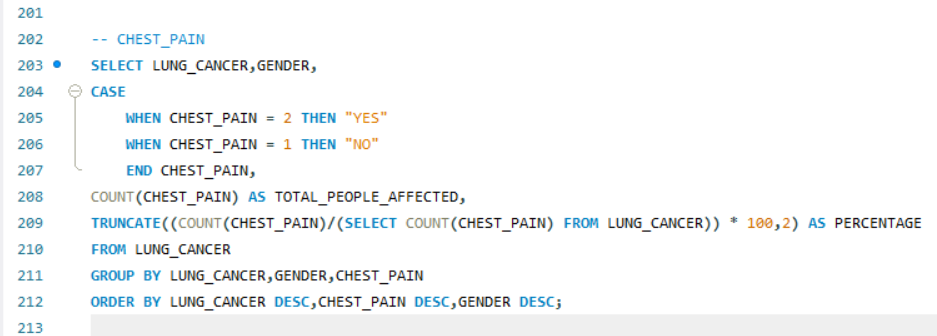 201
202 -- CHEST_PAIN
203 SELECT LUNG_CANCER,GENDER,
204 CASE
205 WHEN CHEST_PAIN = 2 THEN "YES"
206 WHEN CHEST_PAIN = 1 THEN "NO"
207 END CHEST_PAIN,
208 COUNT(CHEST_PAIN) AS TOTAL_PEOPLE_AFFECTED,
209 TRUNCATE((COUNT(CHEST_PAIN)/(SELECT COUNT(CHEST_PAIN) FROM LUNG_CANCER)) * 100,2) AS PERCENTAGE
210 FROM LUNG_CANCER
211 GROUP BY LUNG_CANCER,GENDER,CHEST_PAIN
212 ORDER BY LUNG_CANCER DESC,CHEST_PAIN DESC,GENDER DESC;
213